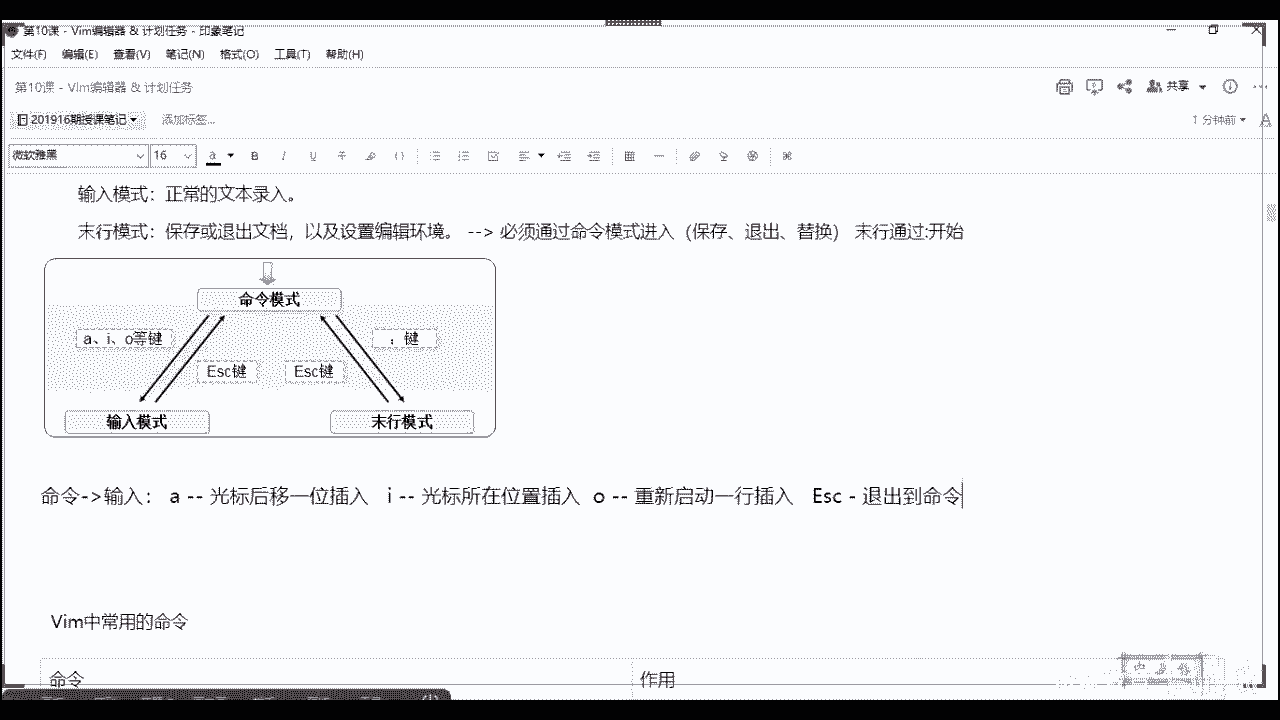 第10课 - Vim编辑器 & 计划任务 - 印象笔记
文件(F) 编辑(E) 查看(V) 笔记(N) 格式(O) 工具(T) 帮助(H)
第10课 - Vim编辑器 & 计划任务
共享
201916期授课笔记 添加标签... 1 分钟前
微软雅黑 16
输入模式：正常的文本录入。
末行模式：保存或退出文档，以及设置编辑环境。 --> 必须通过命令模式进入（保存、退出、替换） 末行通过:开始
命令模式
a、i、o等键 ：键
Esc键 Esc键
输入模式 末行模式
命令->输入： a -- 光标后移一位插入 i -- 光标所在位置插入 o -- 重新启动一行插入 Esc - 退出到命令
Vim中常用的命令
命令 作用